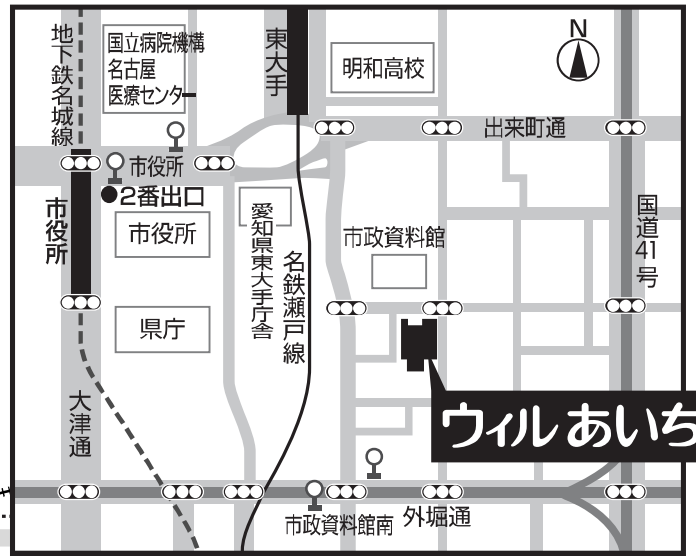 地下鉄名城線
国立病院機構
名古屋
医療センター
東大手
明和高校
N
出来町通
市役所
2番出口
市役所
市役所
愛知県東大手庁舎
名鉄瀬戸線
市政資料館
国道41号
県庁
大津通
ウィルあいち
市政資料館南
外堀通